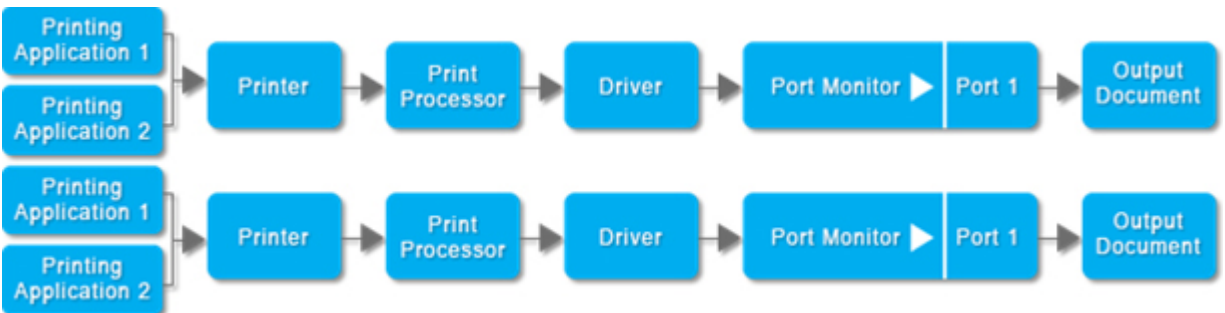 Printing
Application 1
Printing
Application 2
Printer
Print
Processor
Driver
Port Monitor
Port 1
Output
Document
Printing
Application 1
Printing
Application 2
Printer
Print
Processor
Driver
Port Monitor
Port 1
Output
Document